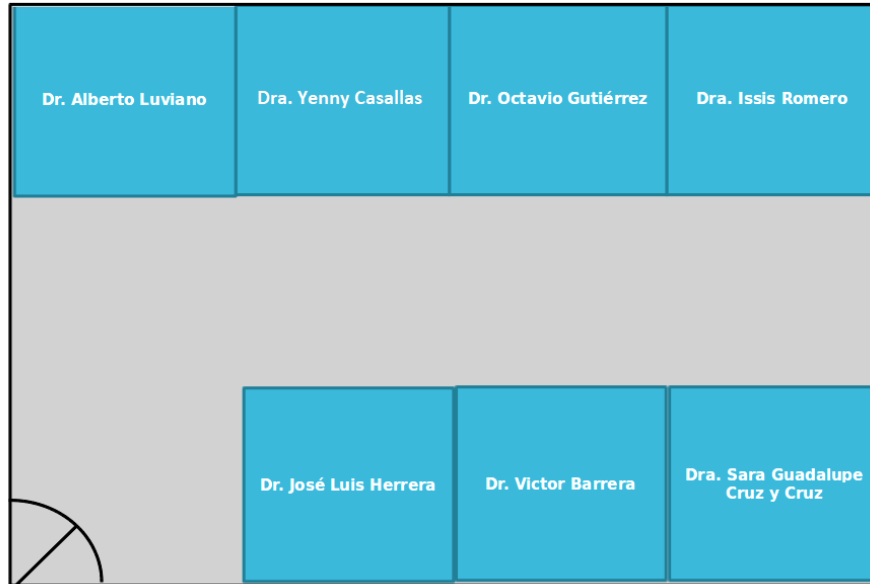 Dr. Alberto Luviano
Dra. Yenny Casallas
Dr. Octavio Gutiérrez
Dra. Issis Romero
Dr. José Luis Herrera
Dr. Victor Barrera
Dra. Sara Guadalupe
Cruz y Cruz